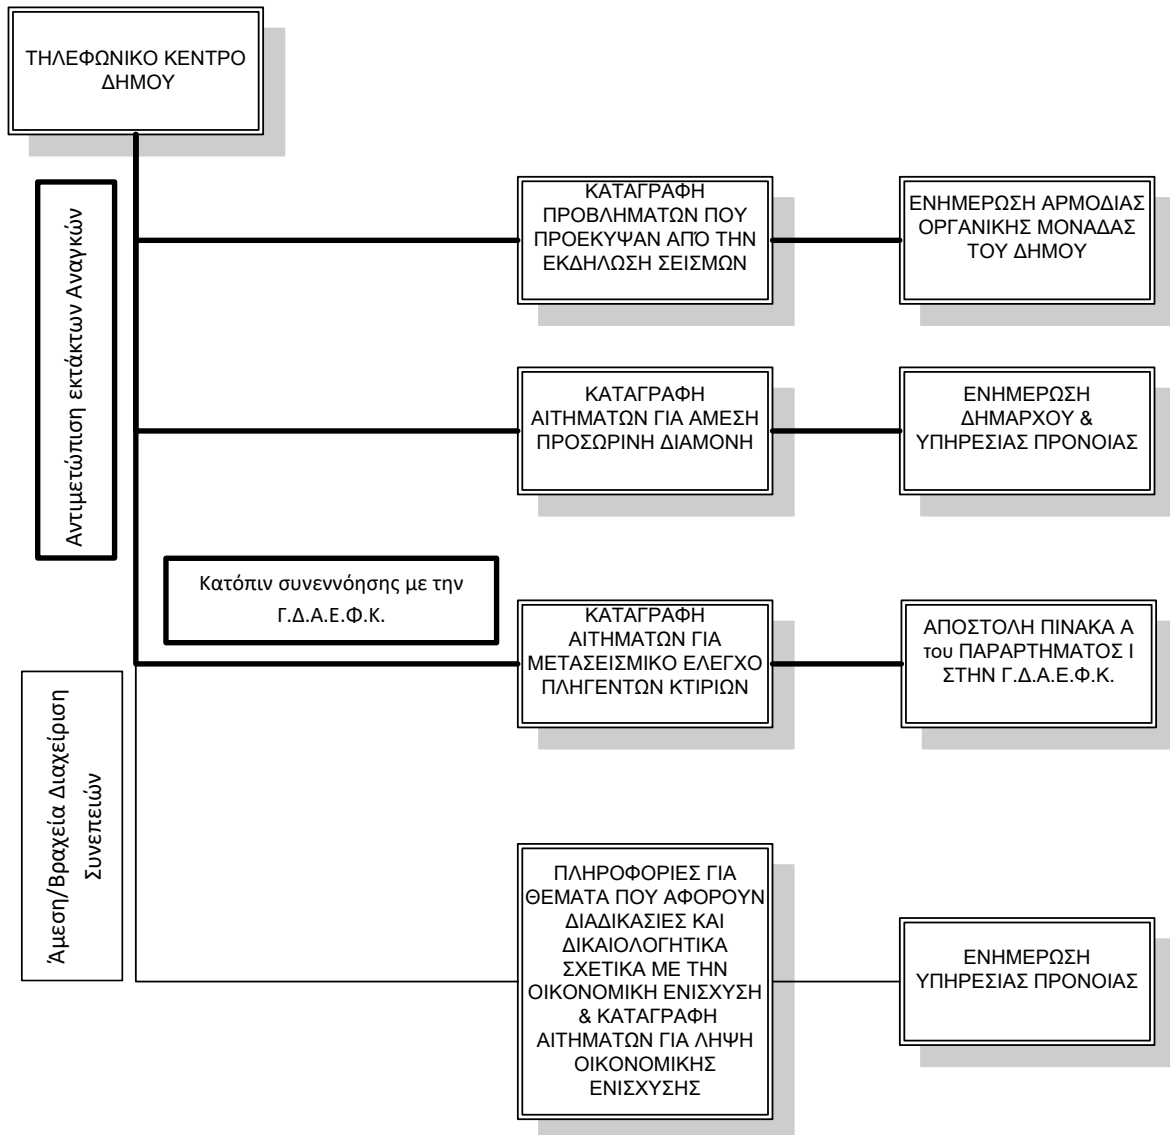 ΤΗΛΕΦΩΝΙΚΟ ΚΕΝΤΡΟ
ΔΗΜΟΥ
Αντιμετώπιση εκτάκτων Αναγκών
ΚΑΤΑΓΡΑΦΗ
ΠΡΟΒΛΗΜΑΤΩΝ ΠΟΥ
ΠΡΟΕΚΥΨΑΝ ΑΠΌ ΤΗΝ
ΕΚΔΗΛΩΣΗ ΣΕΙΣΜΩΝ
ΕΝΗΜΕΡΩΣΗ ΑΡΜΟΔΙΑΣ
ΟΡΓΑΝΙΚΗΣ ΜΟΝΑΔΑΣ
ΤΟΥ ΔΗΜΟΥ
ΚΑΤΑΓΡΑΦΗ
ΑΙΤΗΜΑΤΩΝ ΓΙΑ ΑΜΕΣΗ
ΠΡΟΣΩΡΙΝΗ ΔΙΑΜΟΝΗ
ΕΝΗΜΕΡΩΣΗ
ΔΗΜΑΡΧΟΥ &
ΥΠΗΡΕΣΙΑΣ ΠΡΟΝΟΙΑΣ
Κατόπιν συνεννόησης με την
Γ.Δ.Α.Ε.Φ.Κ.
ΚΑΤΑΓΡΑΦΗ
ΑΙΤΗΜΑΤΩΝ ΓΙΑ
ΜΕΤΑΣΕΙΣΜΙΚΟ ΕΛΕΓΧΟ
ΠΛΗΓΕΝΤΩΝ ΚΤΙΡΙΩΝ
ΑΠΟΣΤΟΛΗ ΠΙΝΑΚΑ Α
του ΠΑΡΑΡΤΗΜΑΤΟΣ Ι
ΣΤΗΝ Γ.Δ.Α.Ε.Φ.Κ.
Άμεση/Βραχεία Διαχείριση
Συνεπειών
ΠΛΗΡΟΦΟΡΙΕΣ ΓΙΑ
ΘΕΜΑΤΑ ΠΟΥ ΑΦΟΡΟΥΝ
ΔΙΑΔΙΚΑΣΙΕΣ ΚΑΙ
ΔΙΚΑΙΟΛΟΓΗΤΙΚΑ
ΣΧΕΤΙΚΑ ΜΕ ΤΗΝ
ΟΙΚΟΝΟΜΙΚΗ ΕΝΙΣΧΥΣΗ
& ΚΑΤΑΓΡΑΦΗ
ΑΙΤΗΜΑΤΩΝ ΓΙΑ ΛΗΨΗ
ΟΙΚΟΝΟΜΙΚΗΣ
ΕΝΙΣΧΥΣΗΣ
ΕΝΗΜΕΡΩΣΗ
ΥΠΗΡΕΣΙΑΣ ΠΡΟΝΟΙΑΣ